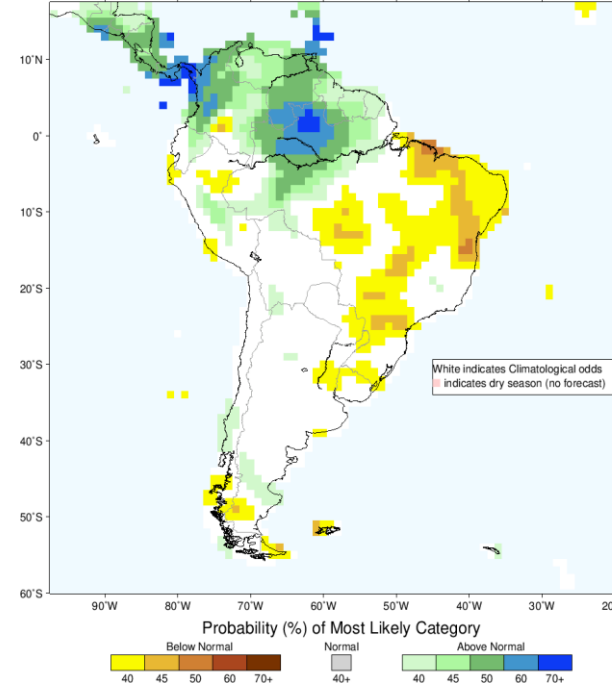 10˚N
0˚
10˚S
20˚S
30˚S
40˚S
50˚S
60˚S
90˚W 80˚W 70˚W 60˚W 50˚W 40˚W 30˚W 20
White indicates Climatological odds
indicates dry season (no forecast)
Probability (%) of Most Likely Category
Below Normal Normal Above Normal
40 45 50 60 70+ 40+ 40 45 50 60 70+